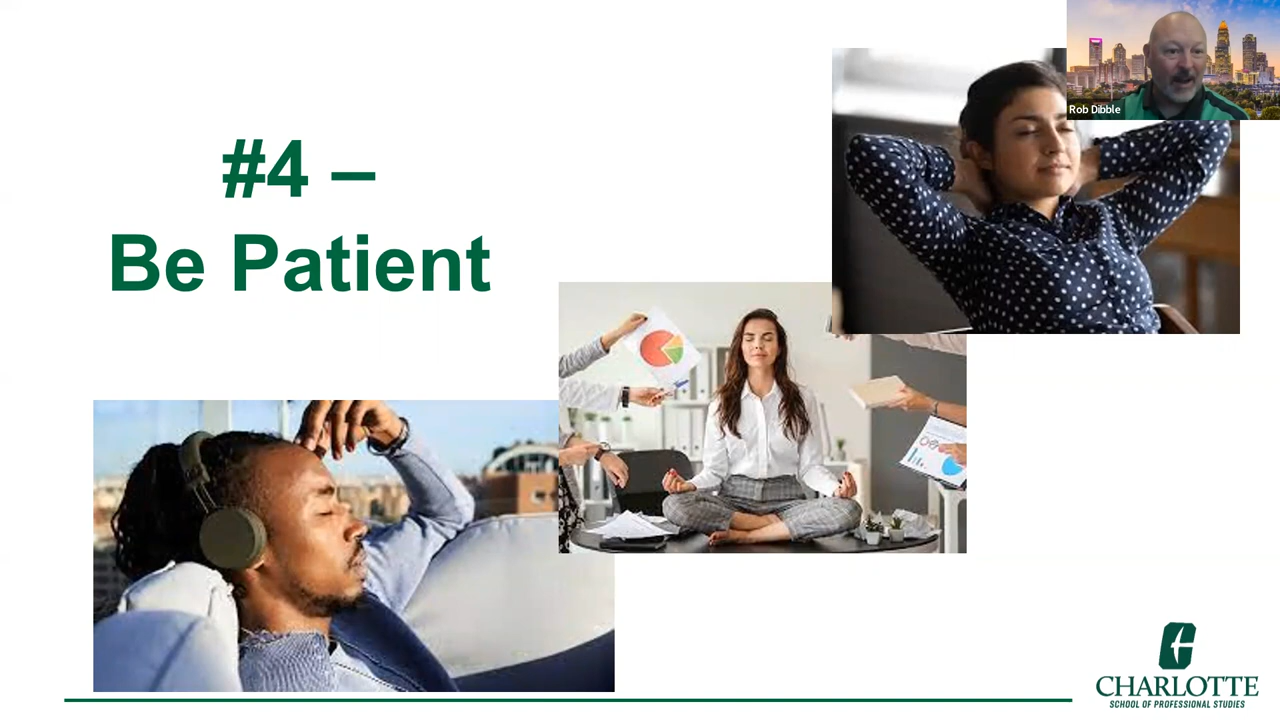 #4 –
Be Patient
Rob Dibble
CHARLOTTE
SCHOOL OF PROFESSIONAL STUDIES